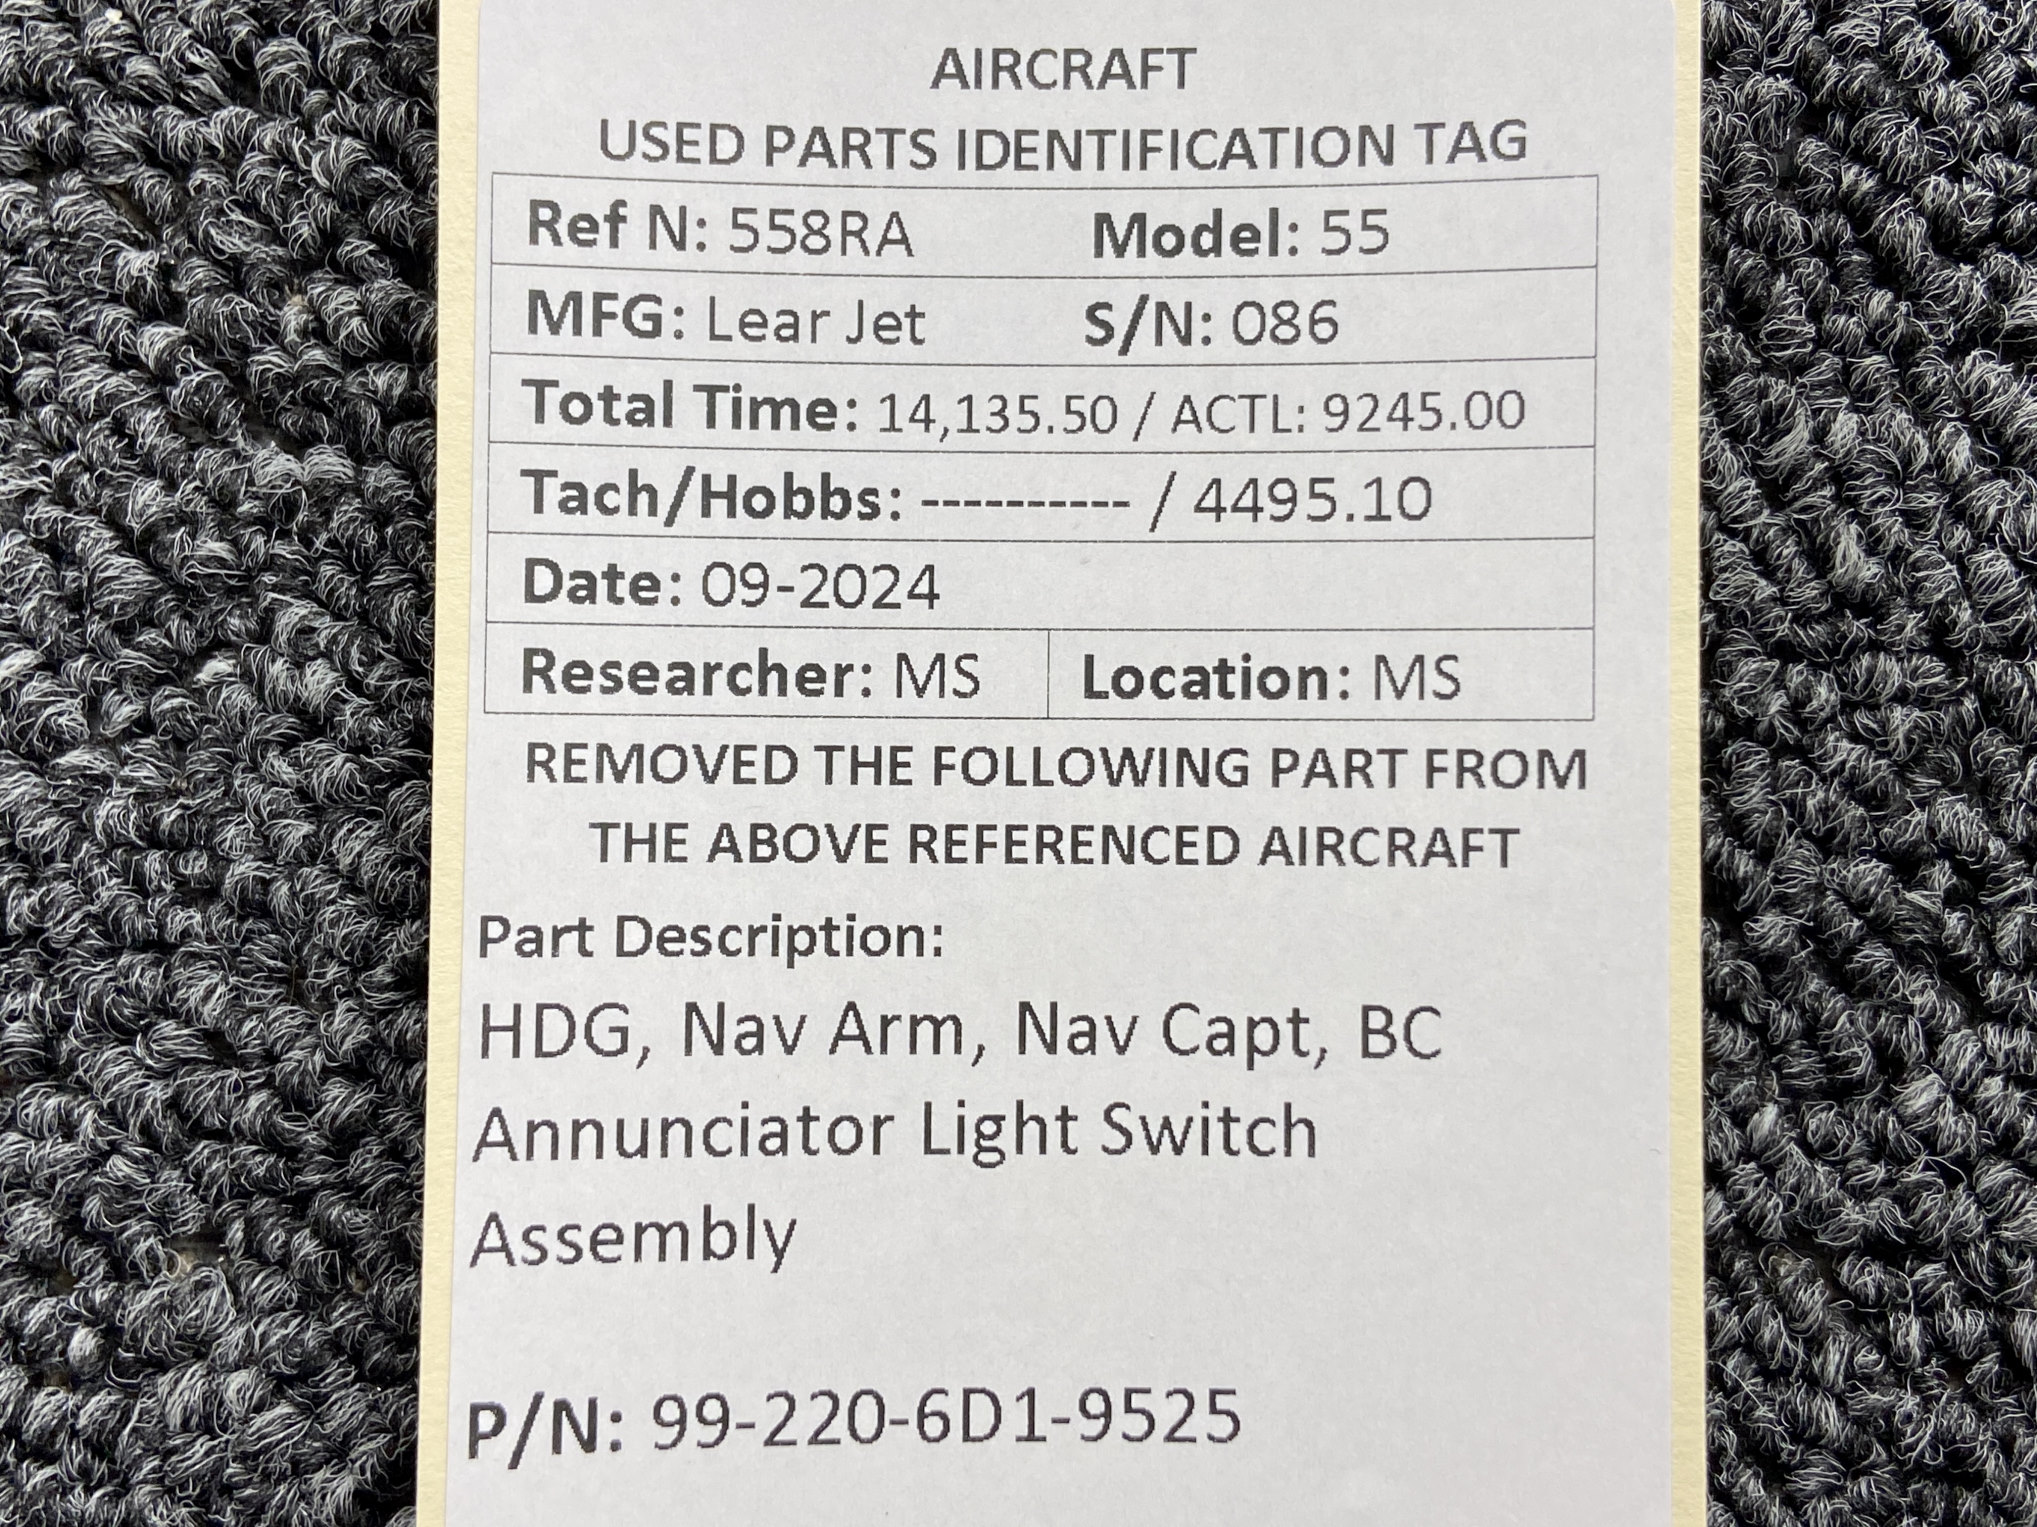 AIRCRAFT
USED PARTS IDENTIFICATION TAG
Ref N: 558RA Model: 55
MFG: Lear Jet S/N: 086
Total Time: 14,135.50 / ACTL: 9245.00
Tach/Hobbs: ---------- / 4495.10
Date: 09-2024
Researcher: MS Location: MS
REMOVED THE FOLLOWING PART FROM
THE ABOVE REFERENCED AIRCRAFT
Part Description:
HDG, Nav Arm, Nav Capt, BC
Annunciator Light Switch
Assembly
P/N: 99-220-6D1-9525